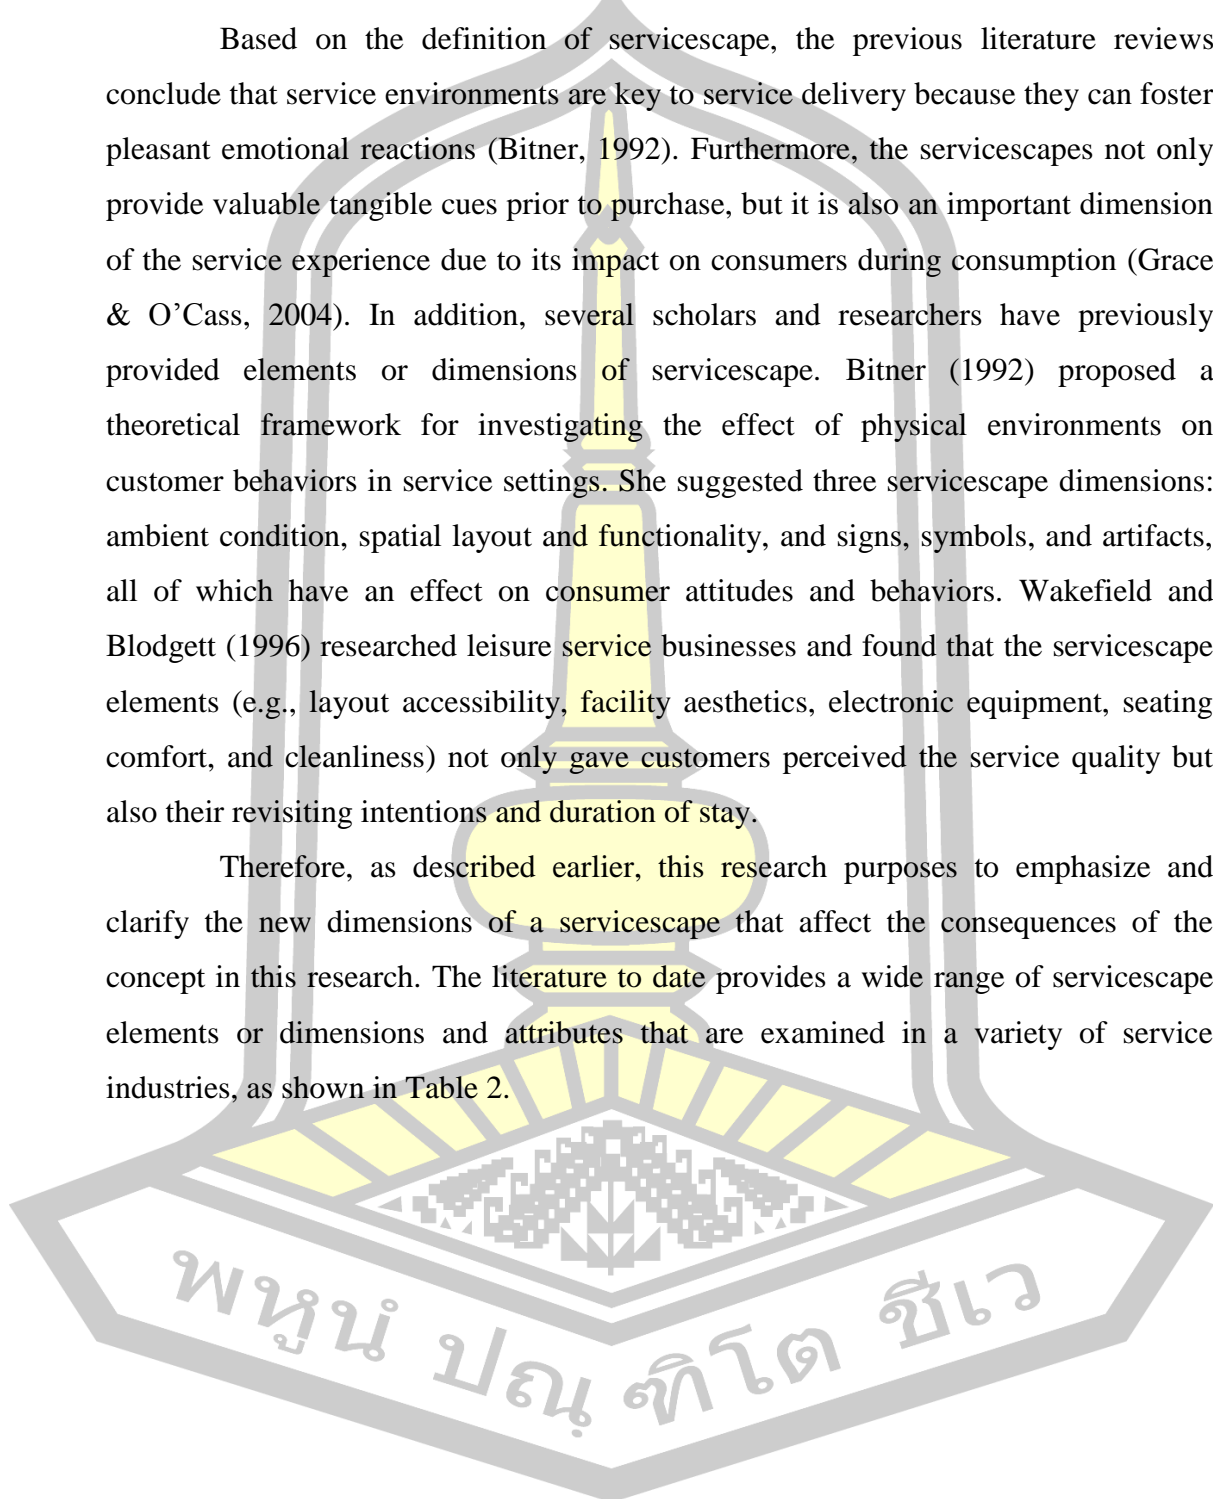 Based on the definition of servicescape, the previous literature reviews
conclude that service environments are key to service delivery because they can foster
pleasant emotional reactions (Bitner, 1992). Furthermore, the servicescapes not only
provide valuable tangible cues prior to purchase, but it is also an important dimension
of the service experience due to its impact on consumers during consumption (Grace
& O’Cass, 2004). In addition, several scholars and researchers have previously
provided elements or dimensions of servicescape. Bitner (1992) proposed a
theoretical framework for investigating the effect of physical environments on
customer behaviors in service settings. She suggested three servicescape dimensions:
ambient condition, spatial layout and functionality, and signs, symbols, and artifacts,
all of which have an effect on consumer attitudes and behaviors. Wakefield and
Blodgett (1996) researched leisure service businesses and found that the servicescape
elements (e.g., layout accessibility, facility aesthetics, electronic equipment, seating
comfort, and cleanliness) not only gave customers perceived the service quality but
also their revisiting intentions and duration of stay.
Therefore, as described earlier, this research purposes to emphasize and
clarify the new dimensions of a servicescape that affect the consequences of the
concept in this research. The literature to date provides a wide range of servicescape
elements or dimensions and attributes that are examined in a variety of service
industries, as shown in Table 2.
พหูนํ ปณฺฑิโต ชีเว